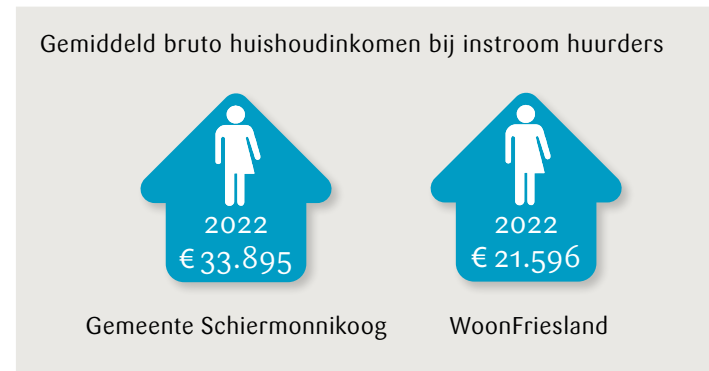 Gemiddeld bruto huishoudinkomen bij instroom huurders
2022
€ 33.895
Gemeente Schiermonnikoog
2022
€ 21.596
WoonFriesland